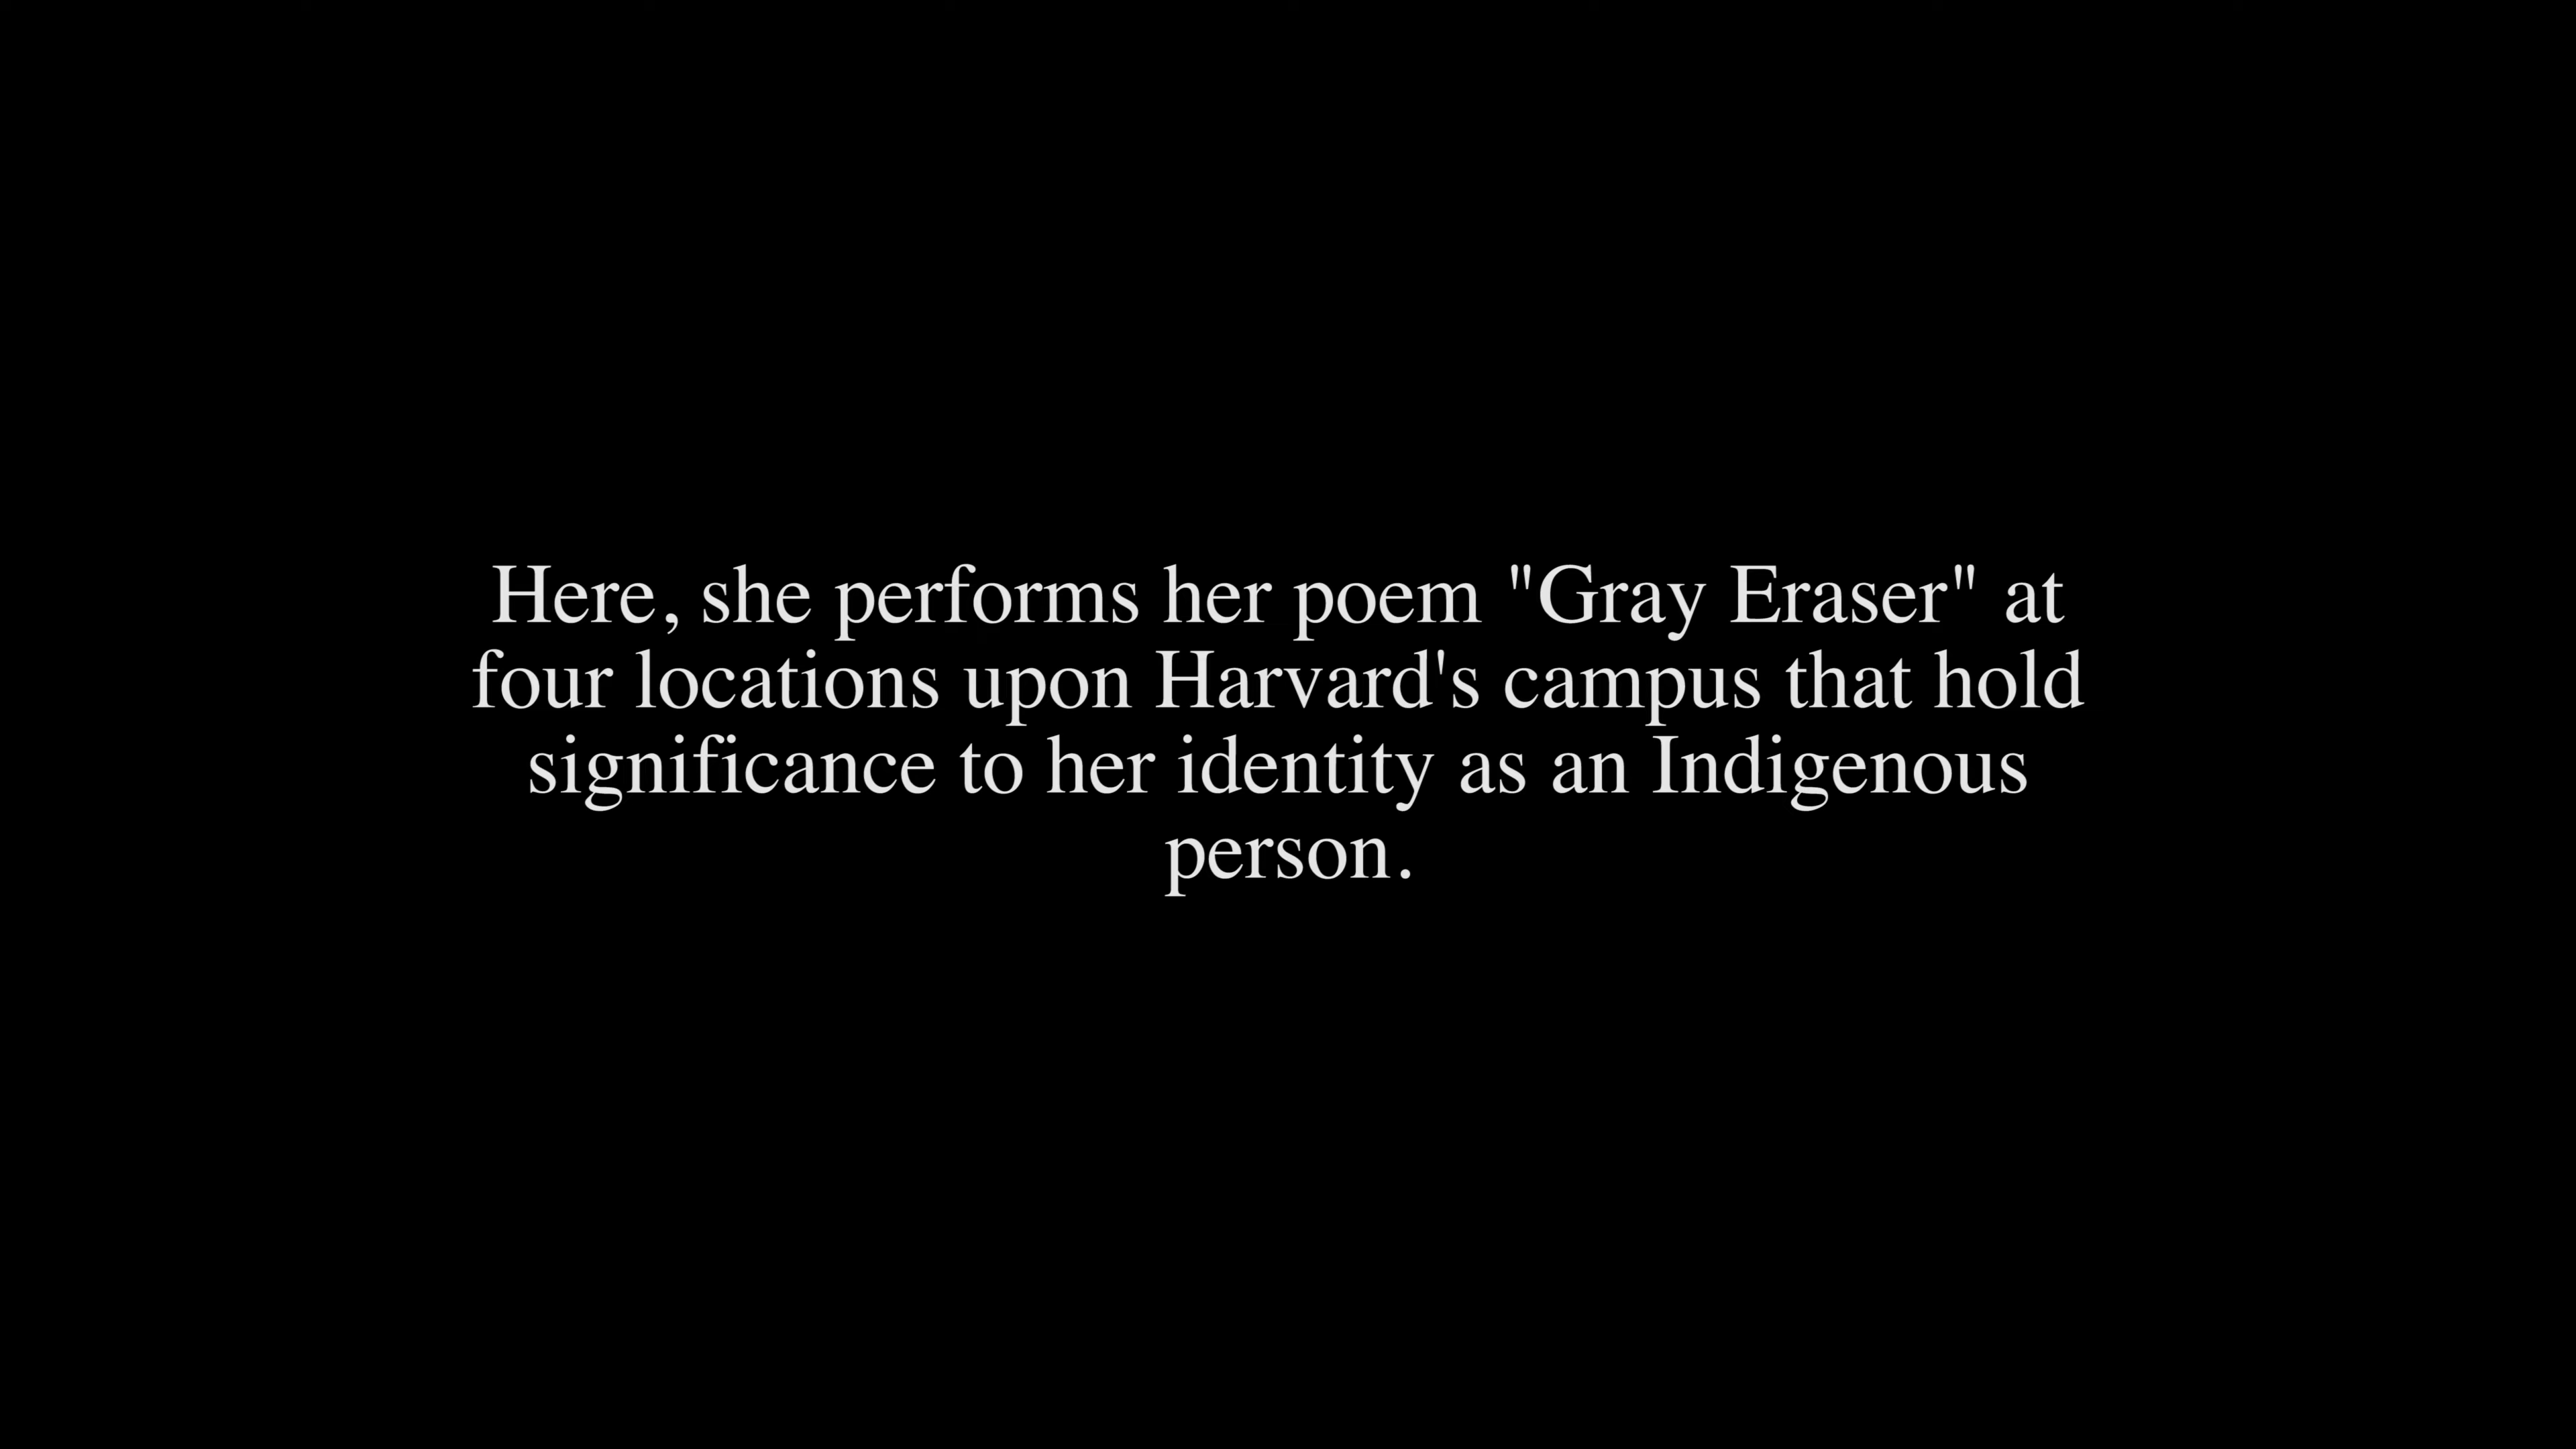 Here, she performs her poem "Gray Eraser" at
four locations upon Harvard's campus that hold
significance to her identity as an Indigenous
person.